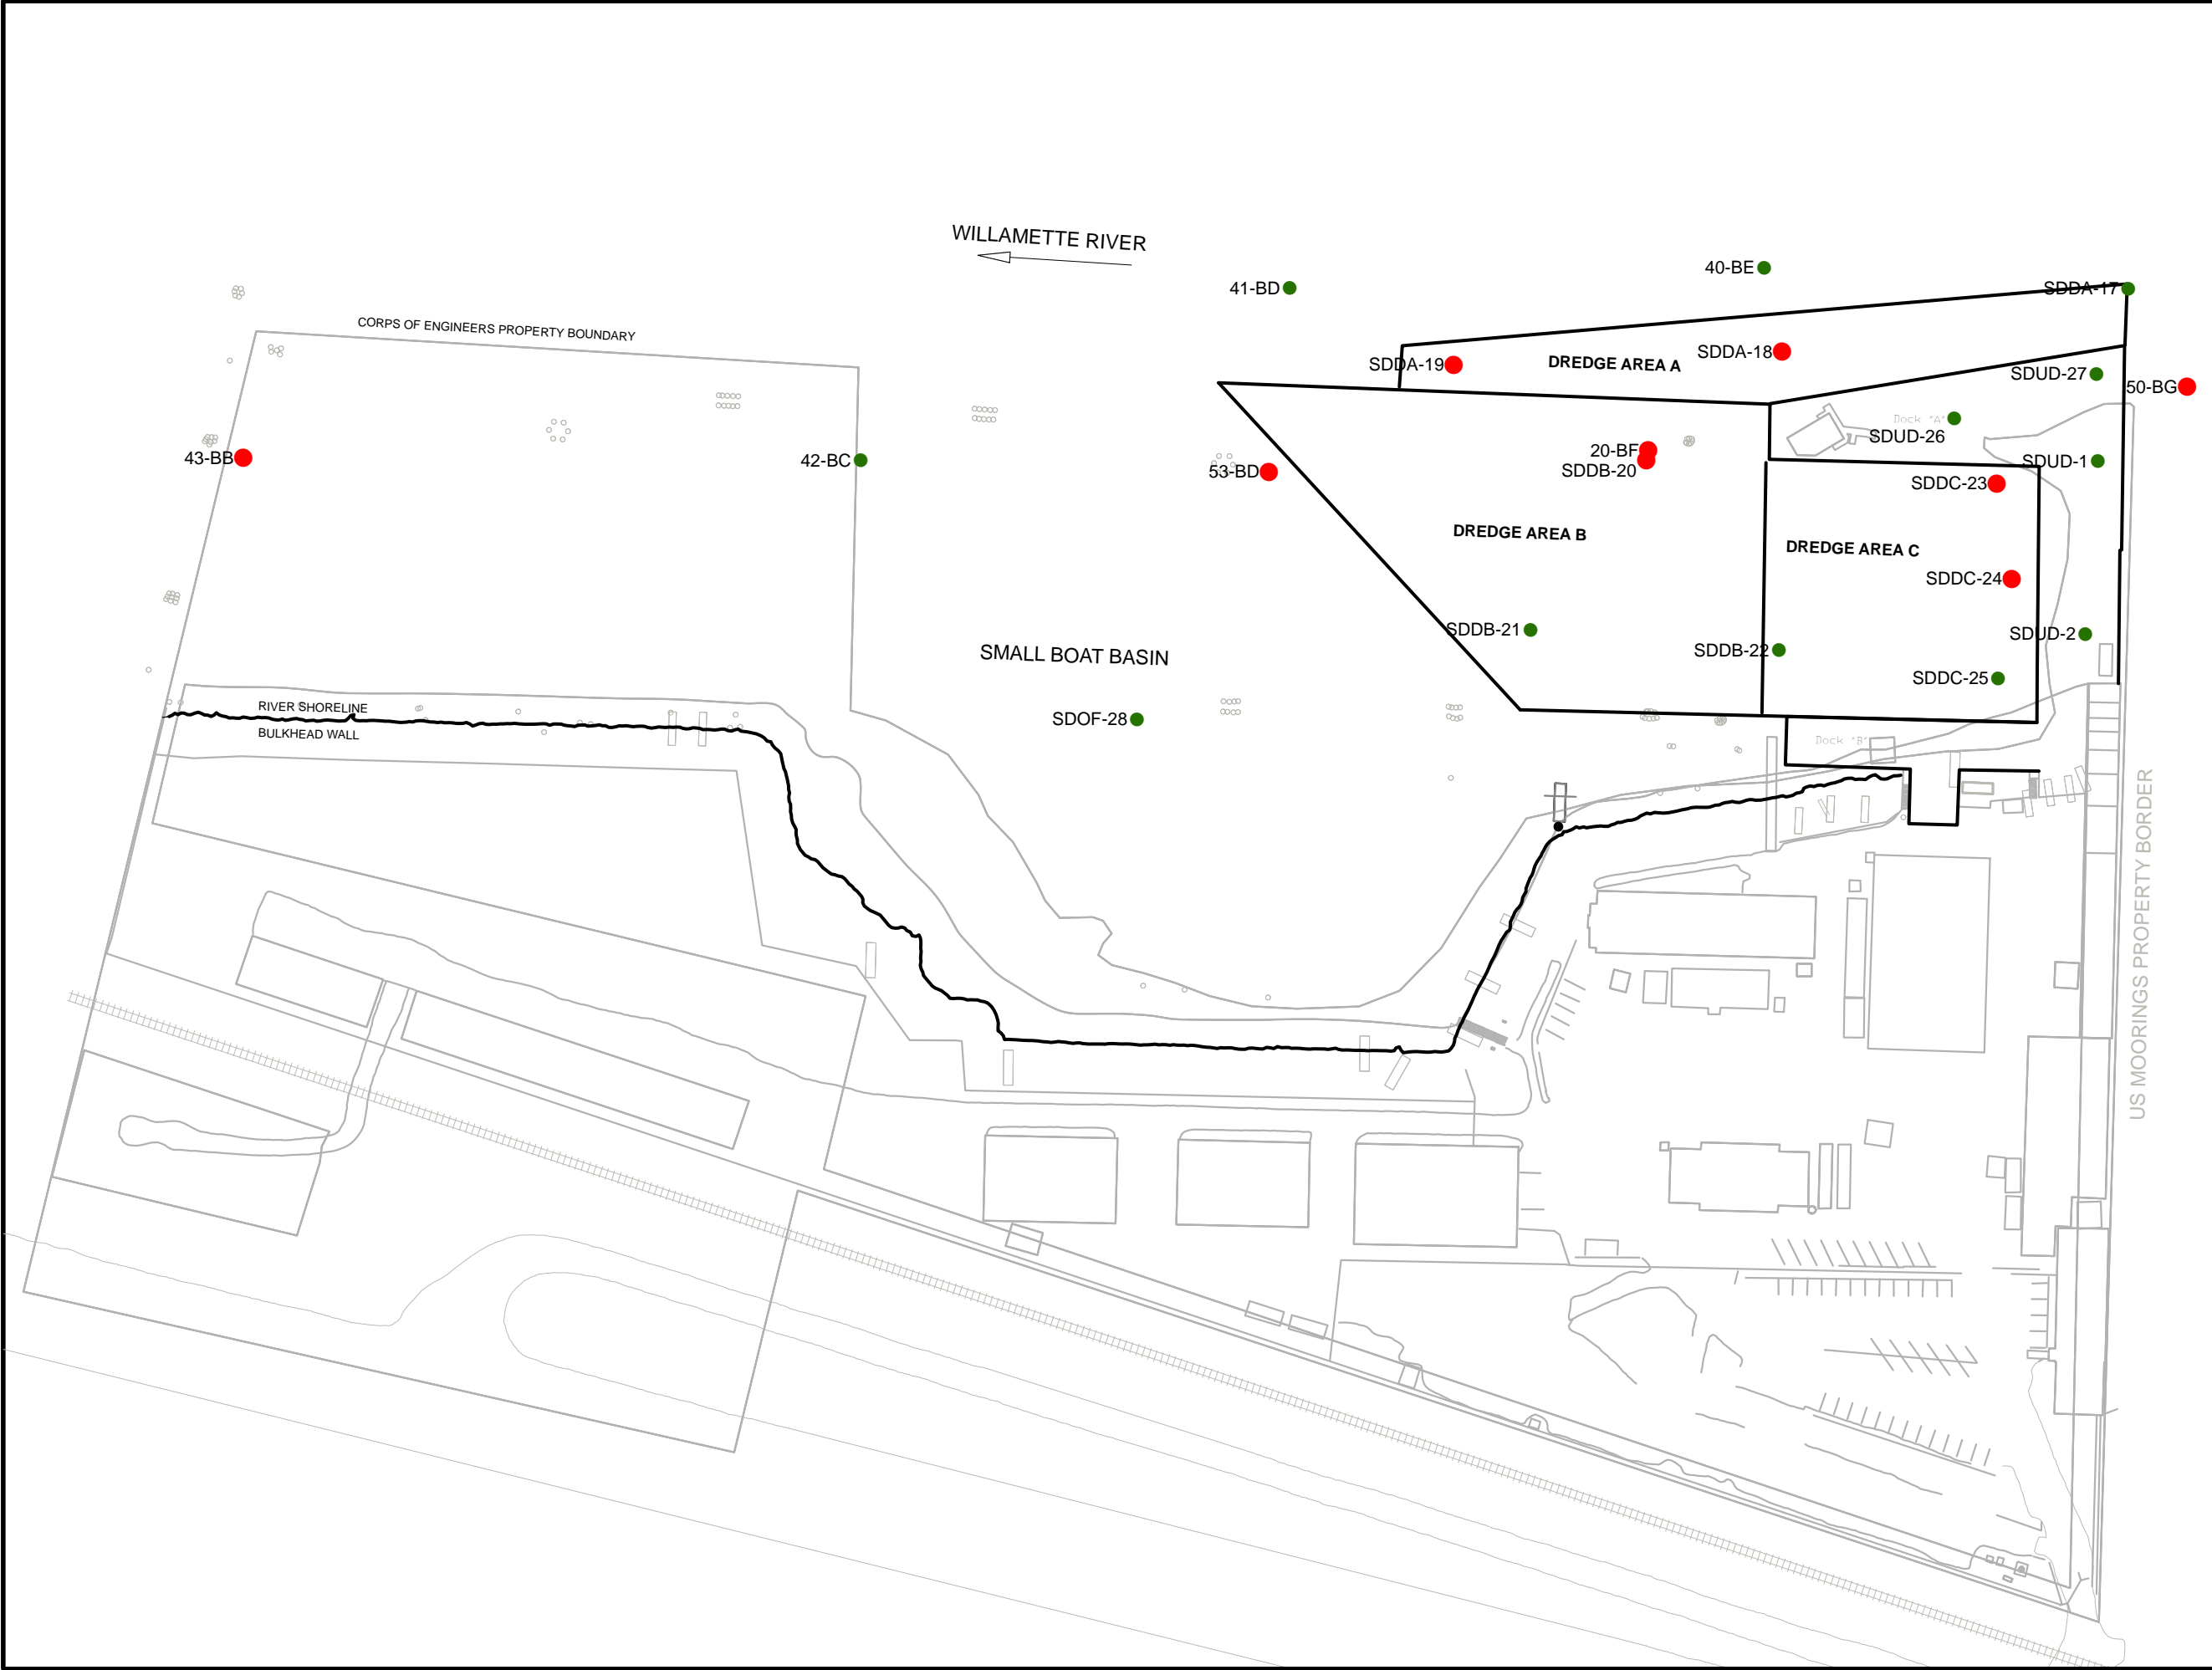 WILLAMETTE RIVER
40-BE
41-BD
SDDA-17
CORPS OF ENGINEERS PROPERTY BOUNDARY
SDDA-18
SDDA-19
DREDGE AREA A
SDUD-27
50-BG
Dock "A"
SDUD-26
43-BB
42-BC
53-BD
20-BF
SDDB-20
SDUD-1
SDDC-23
DREDGE AREA B
DREDGE AREA C
SDDC-24
SDDB-21
SDUD-2
SMALL BOAT BASIN
SDDB-22
SDDC-25
RIVER SHORELINE
SDOF-28
BULKHEAD WALL
Dock "B"
US MOORINGS PROPERTY BORDER